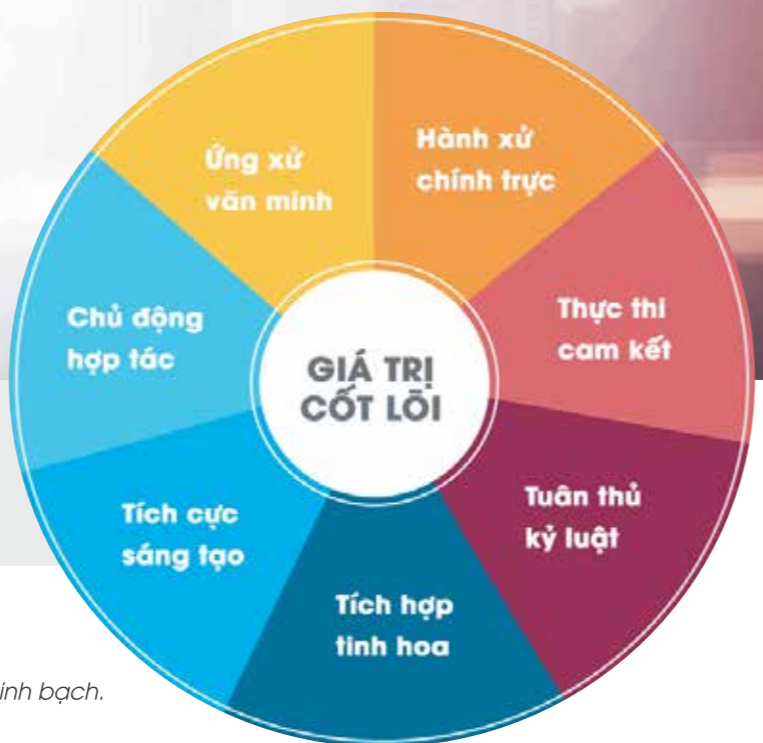 Ứng xử
văn minh
Hành xử
chính trực
Thực thi
cam kết
Tuân thủ
kỷ luật
Tích hợp
tinh hoa
Tích cực
sáng tạo
Chủ động
hợp tác
GIÁ TRỊ
CỐT LÕI
bạch.